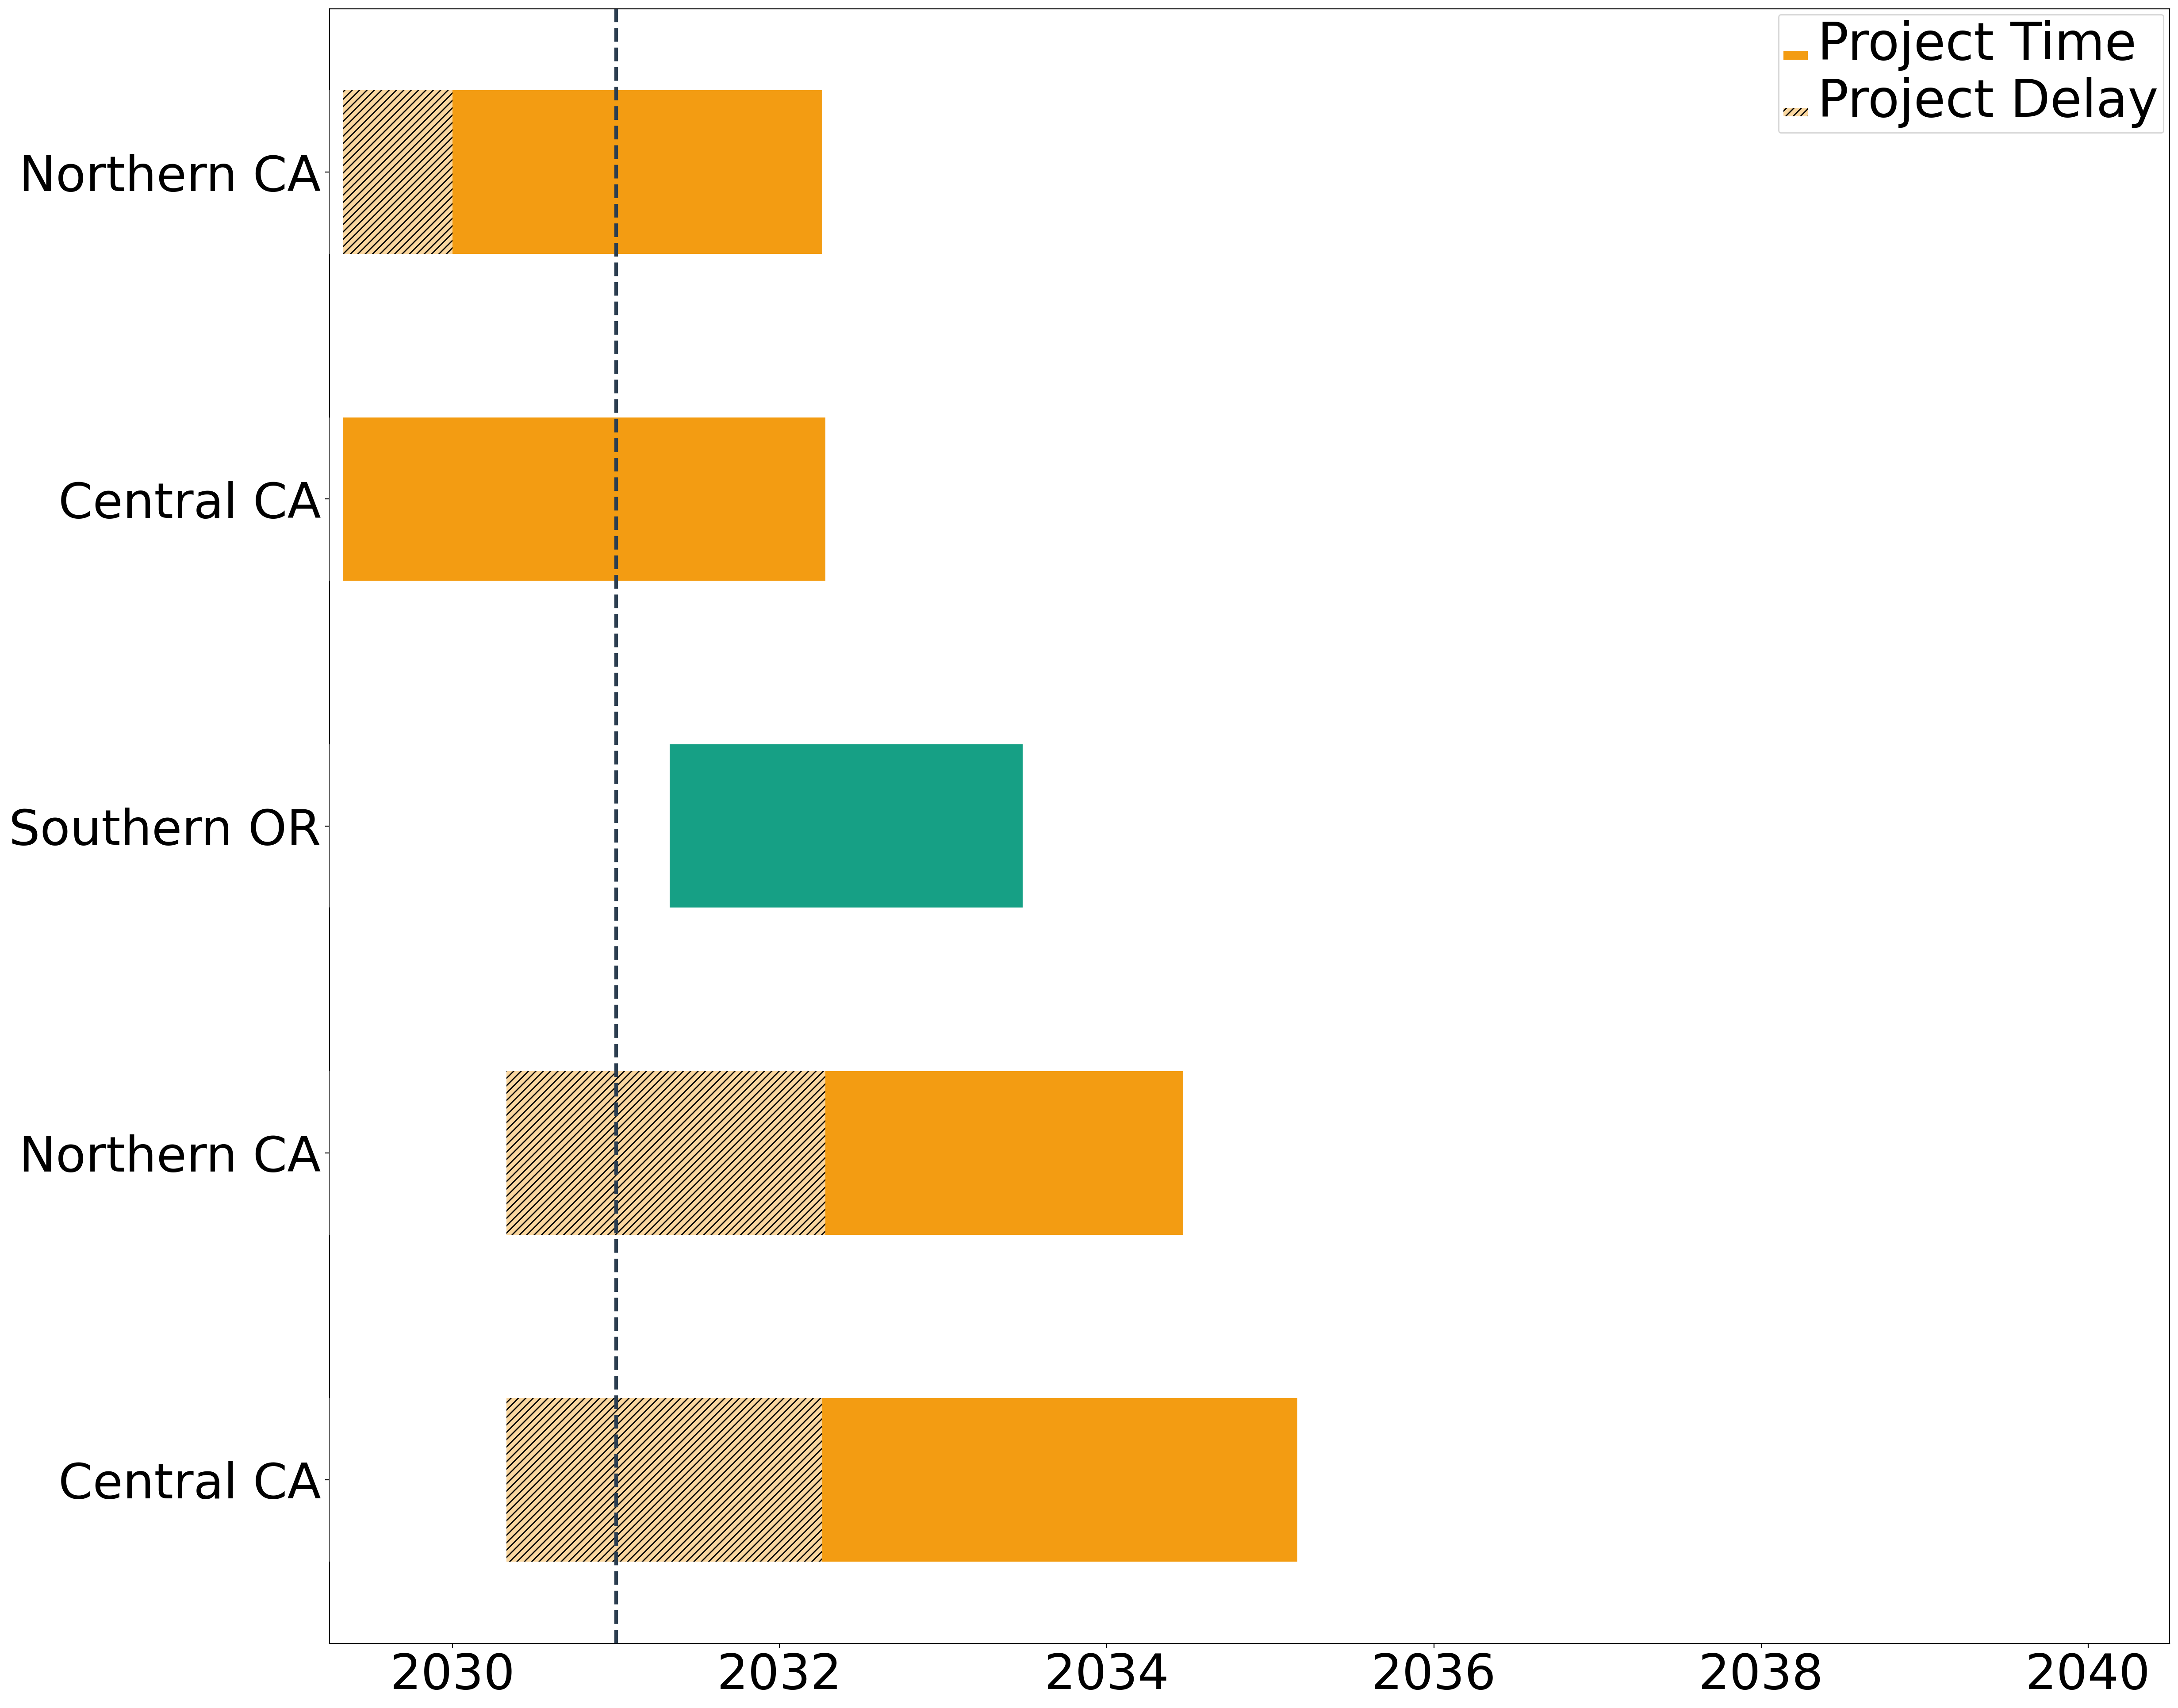 Project Time
Project Delay
Northern CA
Central CA
Southern OR
Northern CA
Central CA
2030 2032 2034 2036 2038 2040